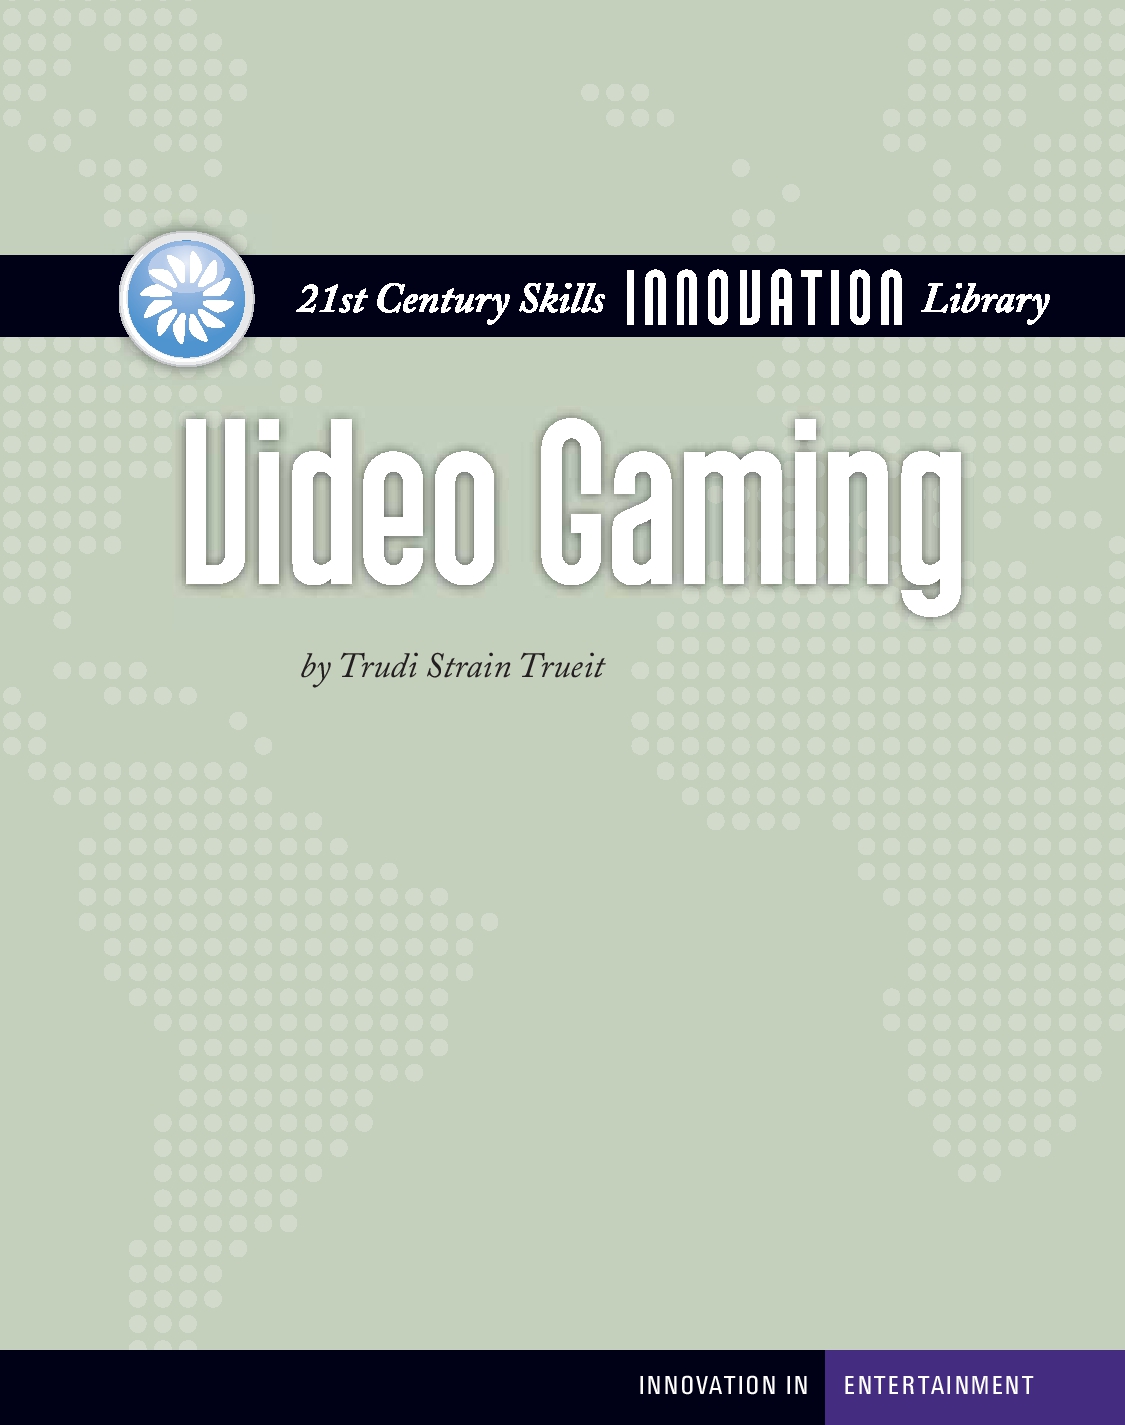 21st Century Skills INNOVATION Library
Video Gaming
by Trudi Strain Trueit
INNOVATION IN ENTERTAINMENT